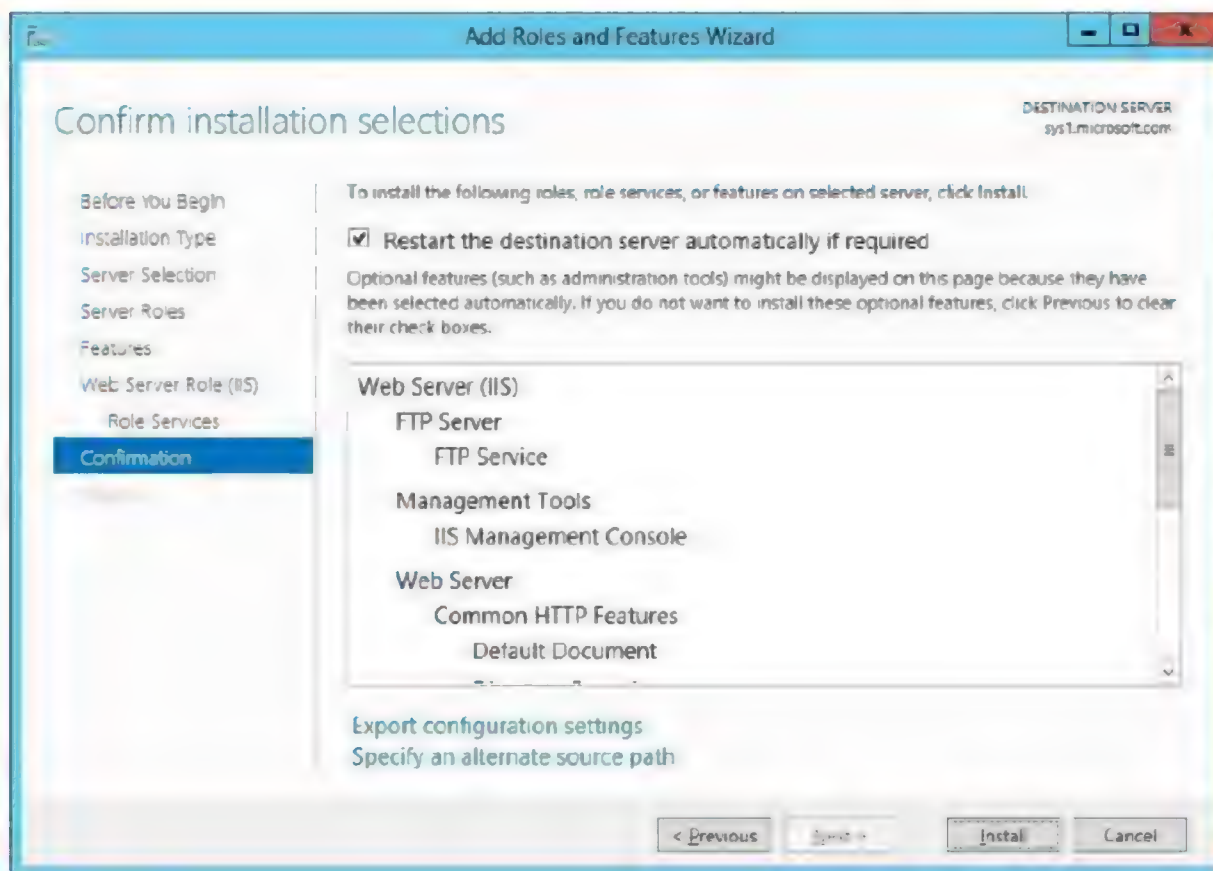 Add Roles and Features Wizard
Confirm installation selections
DESTINATION SERVER
sys1.microsoft.com
Before You Begin
Installation Type
Server Selection
Server Roles
Features
Web Server Role (IIS)
Role Services
Confirmation
To install the following roles, role services, or features on selected server, click Install.
Restart the destination server automatically if required
Optional features (such as administration tools) might be displayed on this page because they have
been selected automatically. If you do not want to install these optional features, click Previous to clear
their check boxes.
Web Server (IIS)
FTP Server
FTP Service
Management Tools
IIS Management Console
Web Server
Common HTTP Features
Default Document
Export configuration settings
Specify an alternate source path
< Previous
Install
Cancel